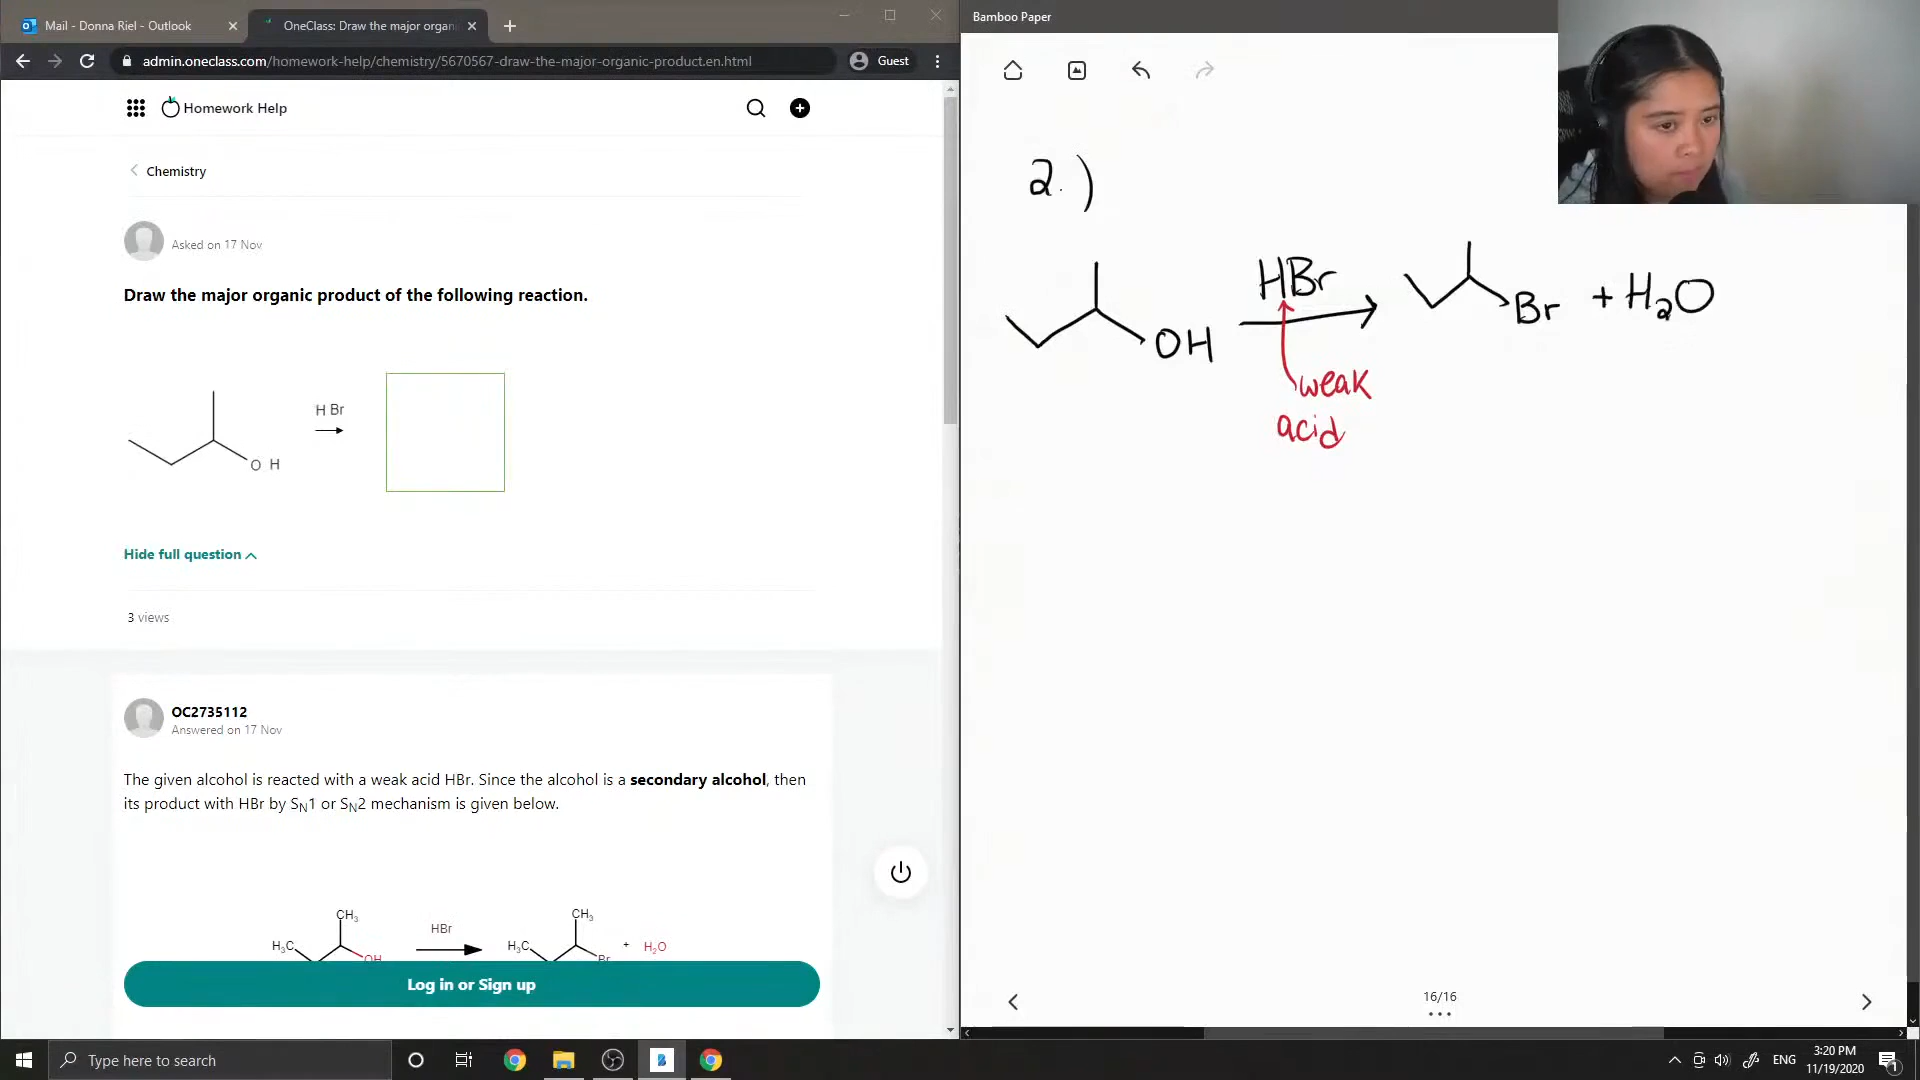 Mail - Donna Riel - Outlook
OneClass: Draw the major organ
Bamboo Paper
admin.oneclass.com/homework-help/chemistry/5670567-draw-the-major-organic-product.en.html
Guest
Homework Help
Chemistry
Asked on 17 Nov
Draw the major organic product of the following reaction.
H Br
O H
Hide full question
3 views
OC2735112
Answered on 17 Nov
The given alcohol is reacted with a weak acid HBr. Since the alcohol is a secondary alcohol, then
its product with HBr by SN1 or SN2 mechanism is given below.
CH3 HBr CH3
H3C OH H3C Br + H2O
Log in or Sign up
2.)
HBr
OH Br + H2O
weak
acid
16/16
Type here to search
ENG
3:20 PM
11/19/2020
1